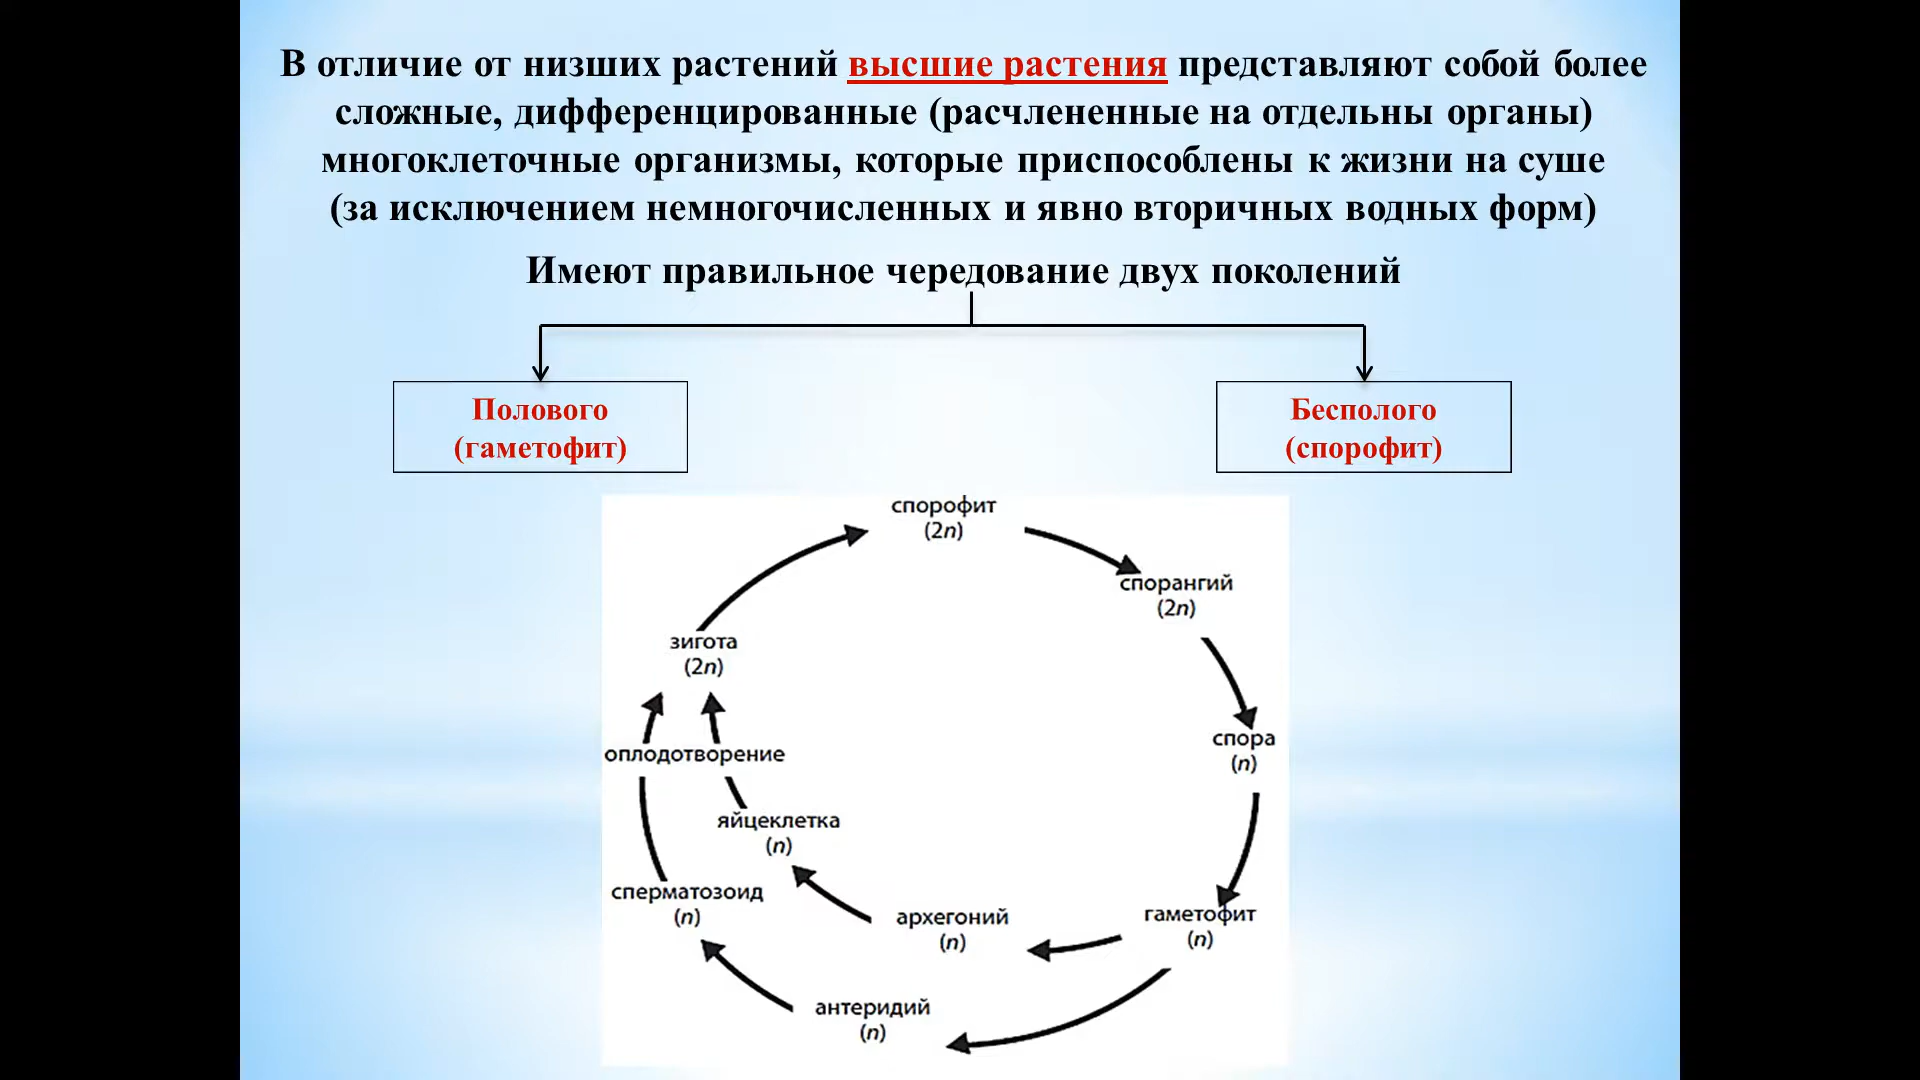 В отличие от низших растений высшие растения представляют собой более
сложные, дифференцированные (расчлененные на отдельны органы)
многоклеточные организмы, которые приспособлены к жизни на суше
(за исключением немногочисленных и явно вторичных водных форм)
Имеют правильное чередование двух поколений
Полового
(гаметофит)
Бесполого
(спорофит)
спорофит
(2n)
спорангий
(2n)
спора
(n)
гаметофит
(n)
архегоний
(n)
антеридий
(n)
яйцеклетка
(n)
сперматозоид
(n)
оплодотворение
зигота
(2n)